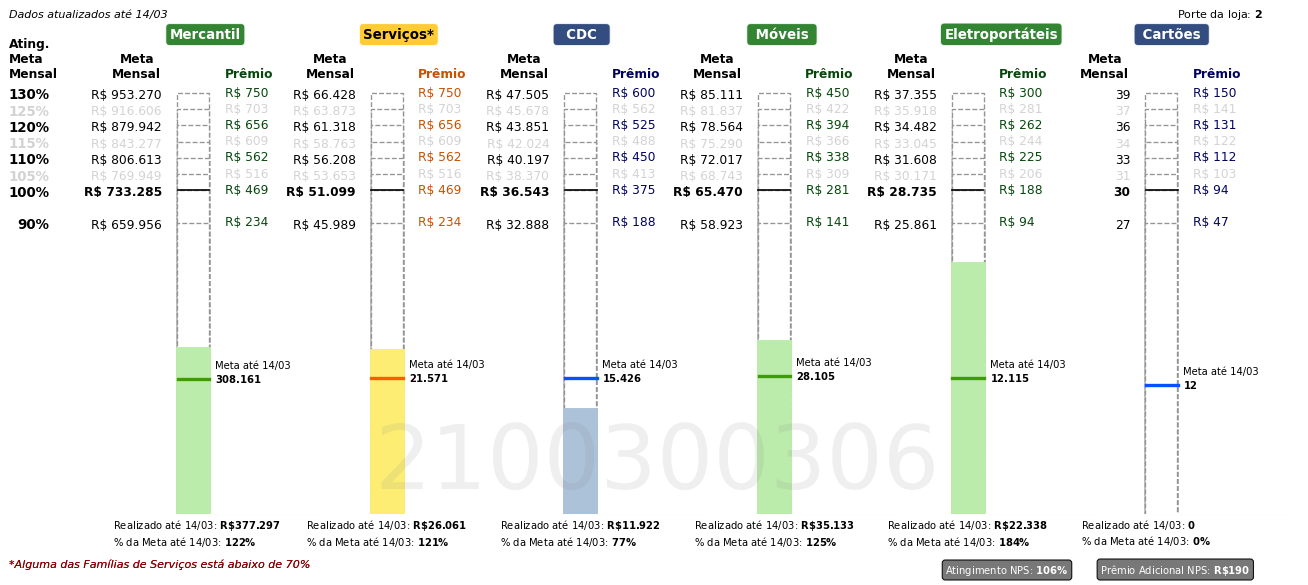 Dados atualizados até 14/03
Porte da loja: 2
Mercantil Serviços* CDC Móveis Eletroportáteis Cartões
Ating.
Meta Meta Meta Meta Meta Meta Meta
Mensal Mensal Prêmio Mensal Prêmio Mensal Prêmio Mensal Prêmio Mensal Prêmio Mensal Prêmio
130% R$ 953.270 R$ 750 R$ 66.428 R$ 750 R$ 47.505 R$ 600 R$ 85.111 R$ 450 R$ 37.355 R$ 300 39 R$ 150
125% R$ 916.606 R$ 703 R$ 63.873 R$ 703 R$ 45.678 R$ 562 R$ 81.837 R$ 422 R$ 35.918 R$ 281 37 R$ 141
120% R$ 879.942 R$ 656 R$ 61.318 R$ 656 R$ 43.851 R$ 525 R$ 78.564 R$ 394 R$ 34.482 R$ 262 36 R$ 131
115% R$ 843.277 R$ 609 R$ 58.763 R$ 609 R$ 42.024 R$ 488 R$ 75.290 R$ 366 R$ 33.045 R$ 244 34 R$ 122
110% R$ 806.613 R$ 562 R$ 56.208 R$ 562 R$ 40.197 R$ 450 R$ 72.017 R$ 338 R$ 31.608 R$ 225 33 R$ 112
105% R$ 769.949 R$ 516 R$ 53.653 R$ 516 R$ 38.370 R$ 413 R$ 68.743 R$ 309 R$ 30.171 R$ 206 31 R$ 103
100% R$ 733.285 R$ 469 R$ 51.099 R$ 469 R$ 36.543 R$ 375 R$ 65.470 R$ 281 R$ 28.735 R$ 188 30 R$ 94
90% R$ 659.956 R$ 234 R$ 45.989 R$ 234 R$ 32.888 R$ 188 R$ 58.923 R$ 141 R$ 25.861 R$ 94 27 R$ 47
Meta até 14/03 Meta até 14/03 Meta até 14/03 Meta até 14/03 Meta até 14/03 Meta até 14/03
308.161 21.571 15.426 28.105 12.115 12
2100300306
Realizado até 14/03: R$377.297 Realizado até 14/03: R$26.061 Realizado até 14/03: R$11.922 Realizado até 14/03: R$35.133 Realizado até 14/03: R$22.338 Realizado até 14/03: 0
% da Meta até 14/03: 122% % da Meta até 14/03: 121% % da Meta até 14/03: 77% % da Meta até 14/03: 125% % da Meta até 14/03: 184% % da Meta até 14/03: 0%
*Alguma das Famílias de Serviços está abaixo de 70%
Atingimento NPS: 106% Prêmio Adicional NPS: R$190